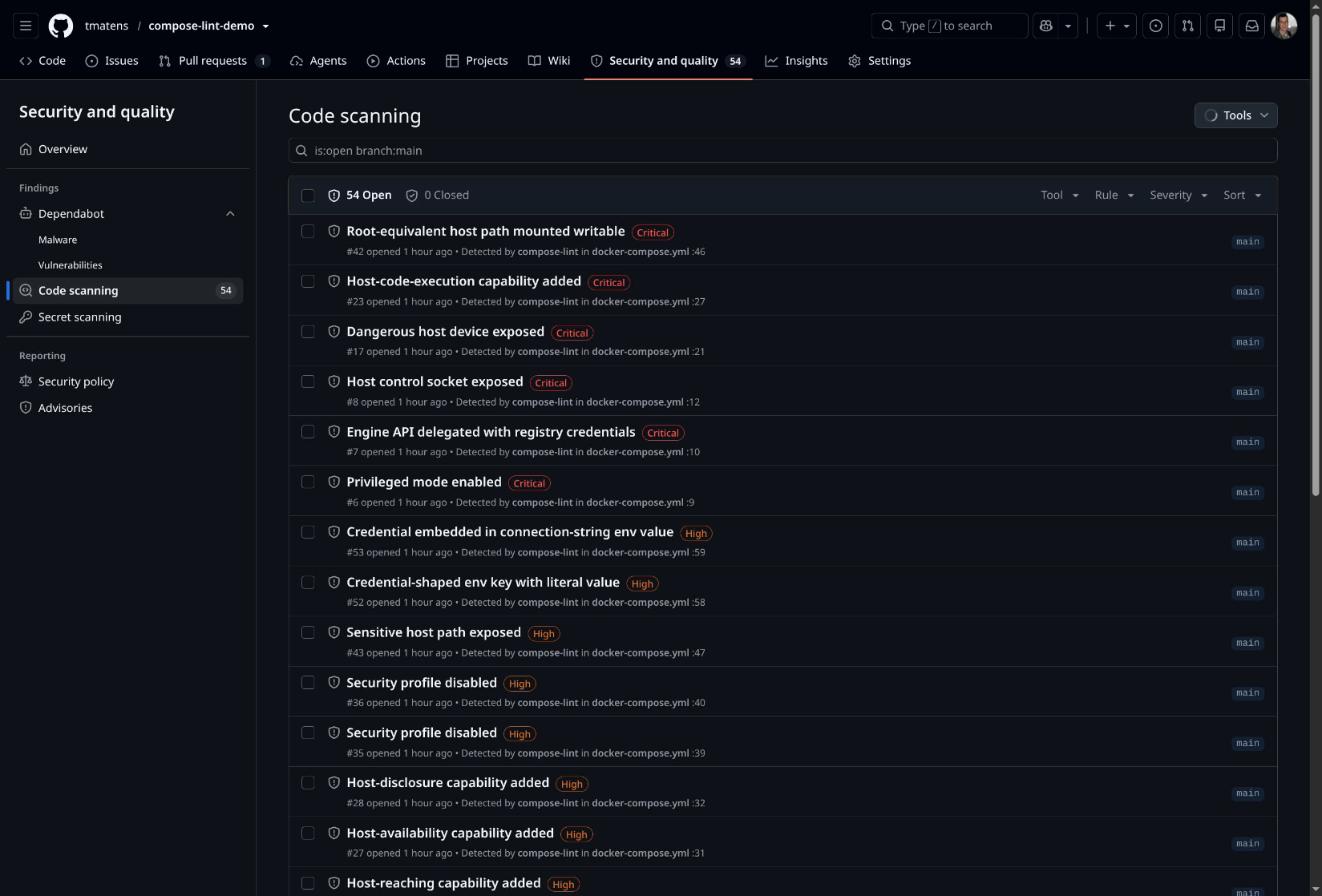 tmatens / compose-lint-demo
Type / to search
Code
Issues
Pull requests 1
Agents
Actions
Projects
Wiki
Security and quality 54
Insights
Settings
Security and quality
Overview
Findings
Dependabot
Malware
Vulnerabilities
Code scanning 54
Secret scanning
Reporting
Security policy
Advisories
Code scanning
Tools
is:open branch:main
54 Open 0 Closed Tool Rule Severity Sort
Root-equivalent host path mounted writable Critical
#42 opened 1 hour ago • Detected by compose-lint in docker-compose.yml :46
main
Host-code-execution capability added Critical
#23 opened 1 hour ago • Detected by compose-lint in docker-compose.yml :27
main
Dangerous host device exposed Critical
#17 opened 1 hour ago • Detected by compose-lint in docker-compose.yml :21
main
Host control socket exposed Critical
#8 opened 1 hour ago • Detected by compose-lint in docker-compose.yml :12
main
Engine API delegated with registry credentials Critical
#7 opened 1 hour ago • Detected by compose-lint in docker-compose.yml :10
main
Privileged mode enabled Critical
#6 opened 1 hour ago • Detected by compose-lint in docker-compose.yml :9
main
Credential embedded in connection-string env value High
#53 opened 1 hour ago • Detected by compose-lint in docker-compose.yml :59
main
Credential-shaped env key with literal value High
#52 opened 1 hour ago • Detected by compose-lint in docker-compose.yml :58
main
Sensitive host path exposed High
#43 opened 1 hour ago • Detected by compose-lint in docker-compose.yml :47
main
Security profile disabled High
#36 opened 1 hour ago • Detected by compose-lint in docker-compose.yml :40
main
Security profile disabled High
#35 opened 1 hour ago • Detected by compose-lint in docker-compose.yml :39
main
Host-disclosure capability added High
#28 opened 1 hour ago • Detected by compose-lint in docker-compose.yml :32
main
Host-availability capability added High
#27 opened 1 hour ago • Detected by compose-lint in docker-compose.yml :31
main
Host-reaching capability added High
main